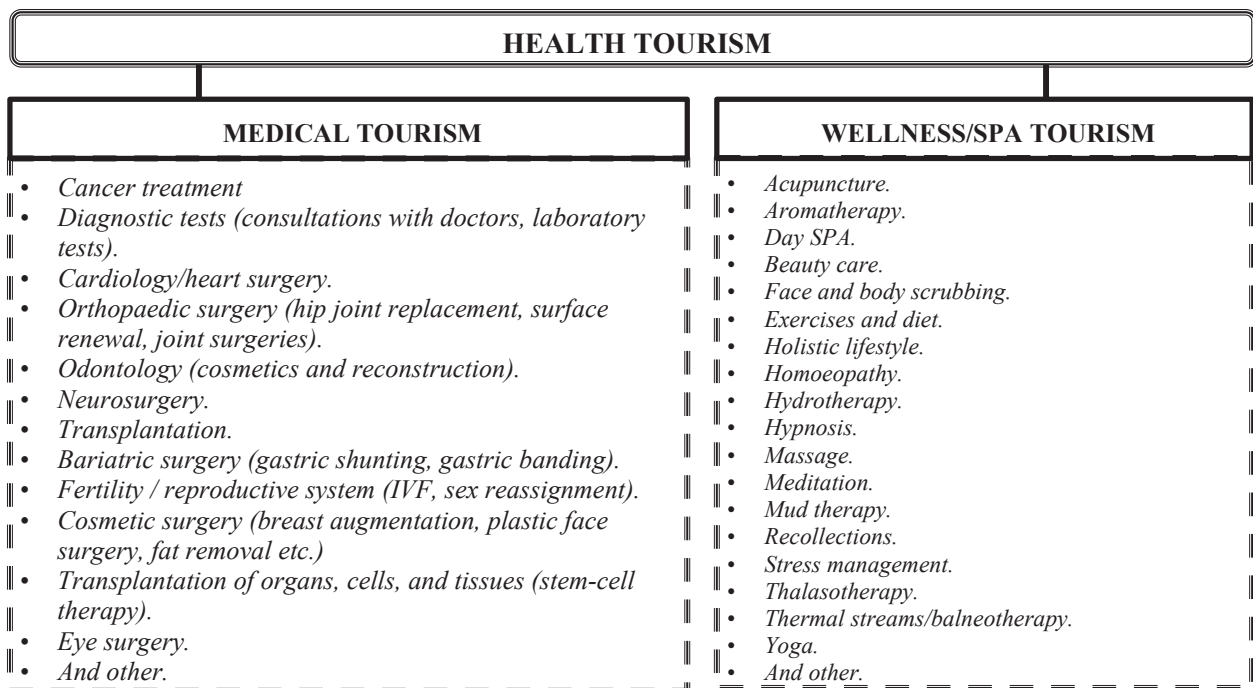 HEALTH TOURISM
MEDICAL TOURISM
• Cancer treatment
• Diagnostic tests (consultations with doctors, laboratory
tests).
• Cardiology/heart surgery.
• Orthopaedic surgery (hip joint replacement, surface
renewal, joint surgeries).
• Odontology (cosmetics and reconstruction).
• Neurosurgery.
• Transplantation.
• Bariatric surgery (gastric shunting, gastric banding).
• Fertility / reproductive system (IVF, sex reassignment).
• Cosmetic surgery (breast augmentation, plastic face
surgery, fat removal etc.)
• Transplantation of organs, cells, and tissues (stem-cell
therapy).
• Eye surgery.
• And other.
WELLNESS/SPA TOURISM
• Acupuncture.
• Aromatherapy.
• Day SPA.
• Beauty care.
• Face and body scrubbing.
• Exercises and diet.
• Holistic lifestyle.
• Homoeopathy.
• Hydrotherapy.
• Hypnosis.
• Massage.
• Meditation.
• Mud therapy.
• Recollections.
• Stress management.
• Thalasotherapy.
• Thermal streams/balneotherapy.
• Yoga.
• And other.